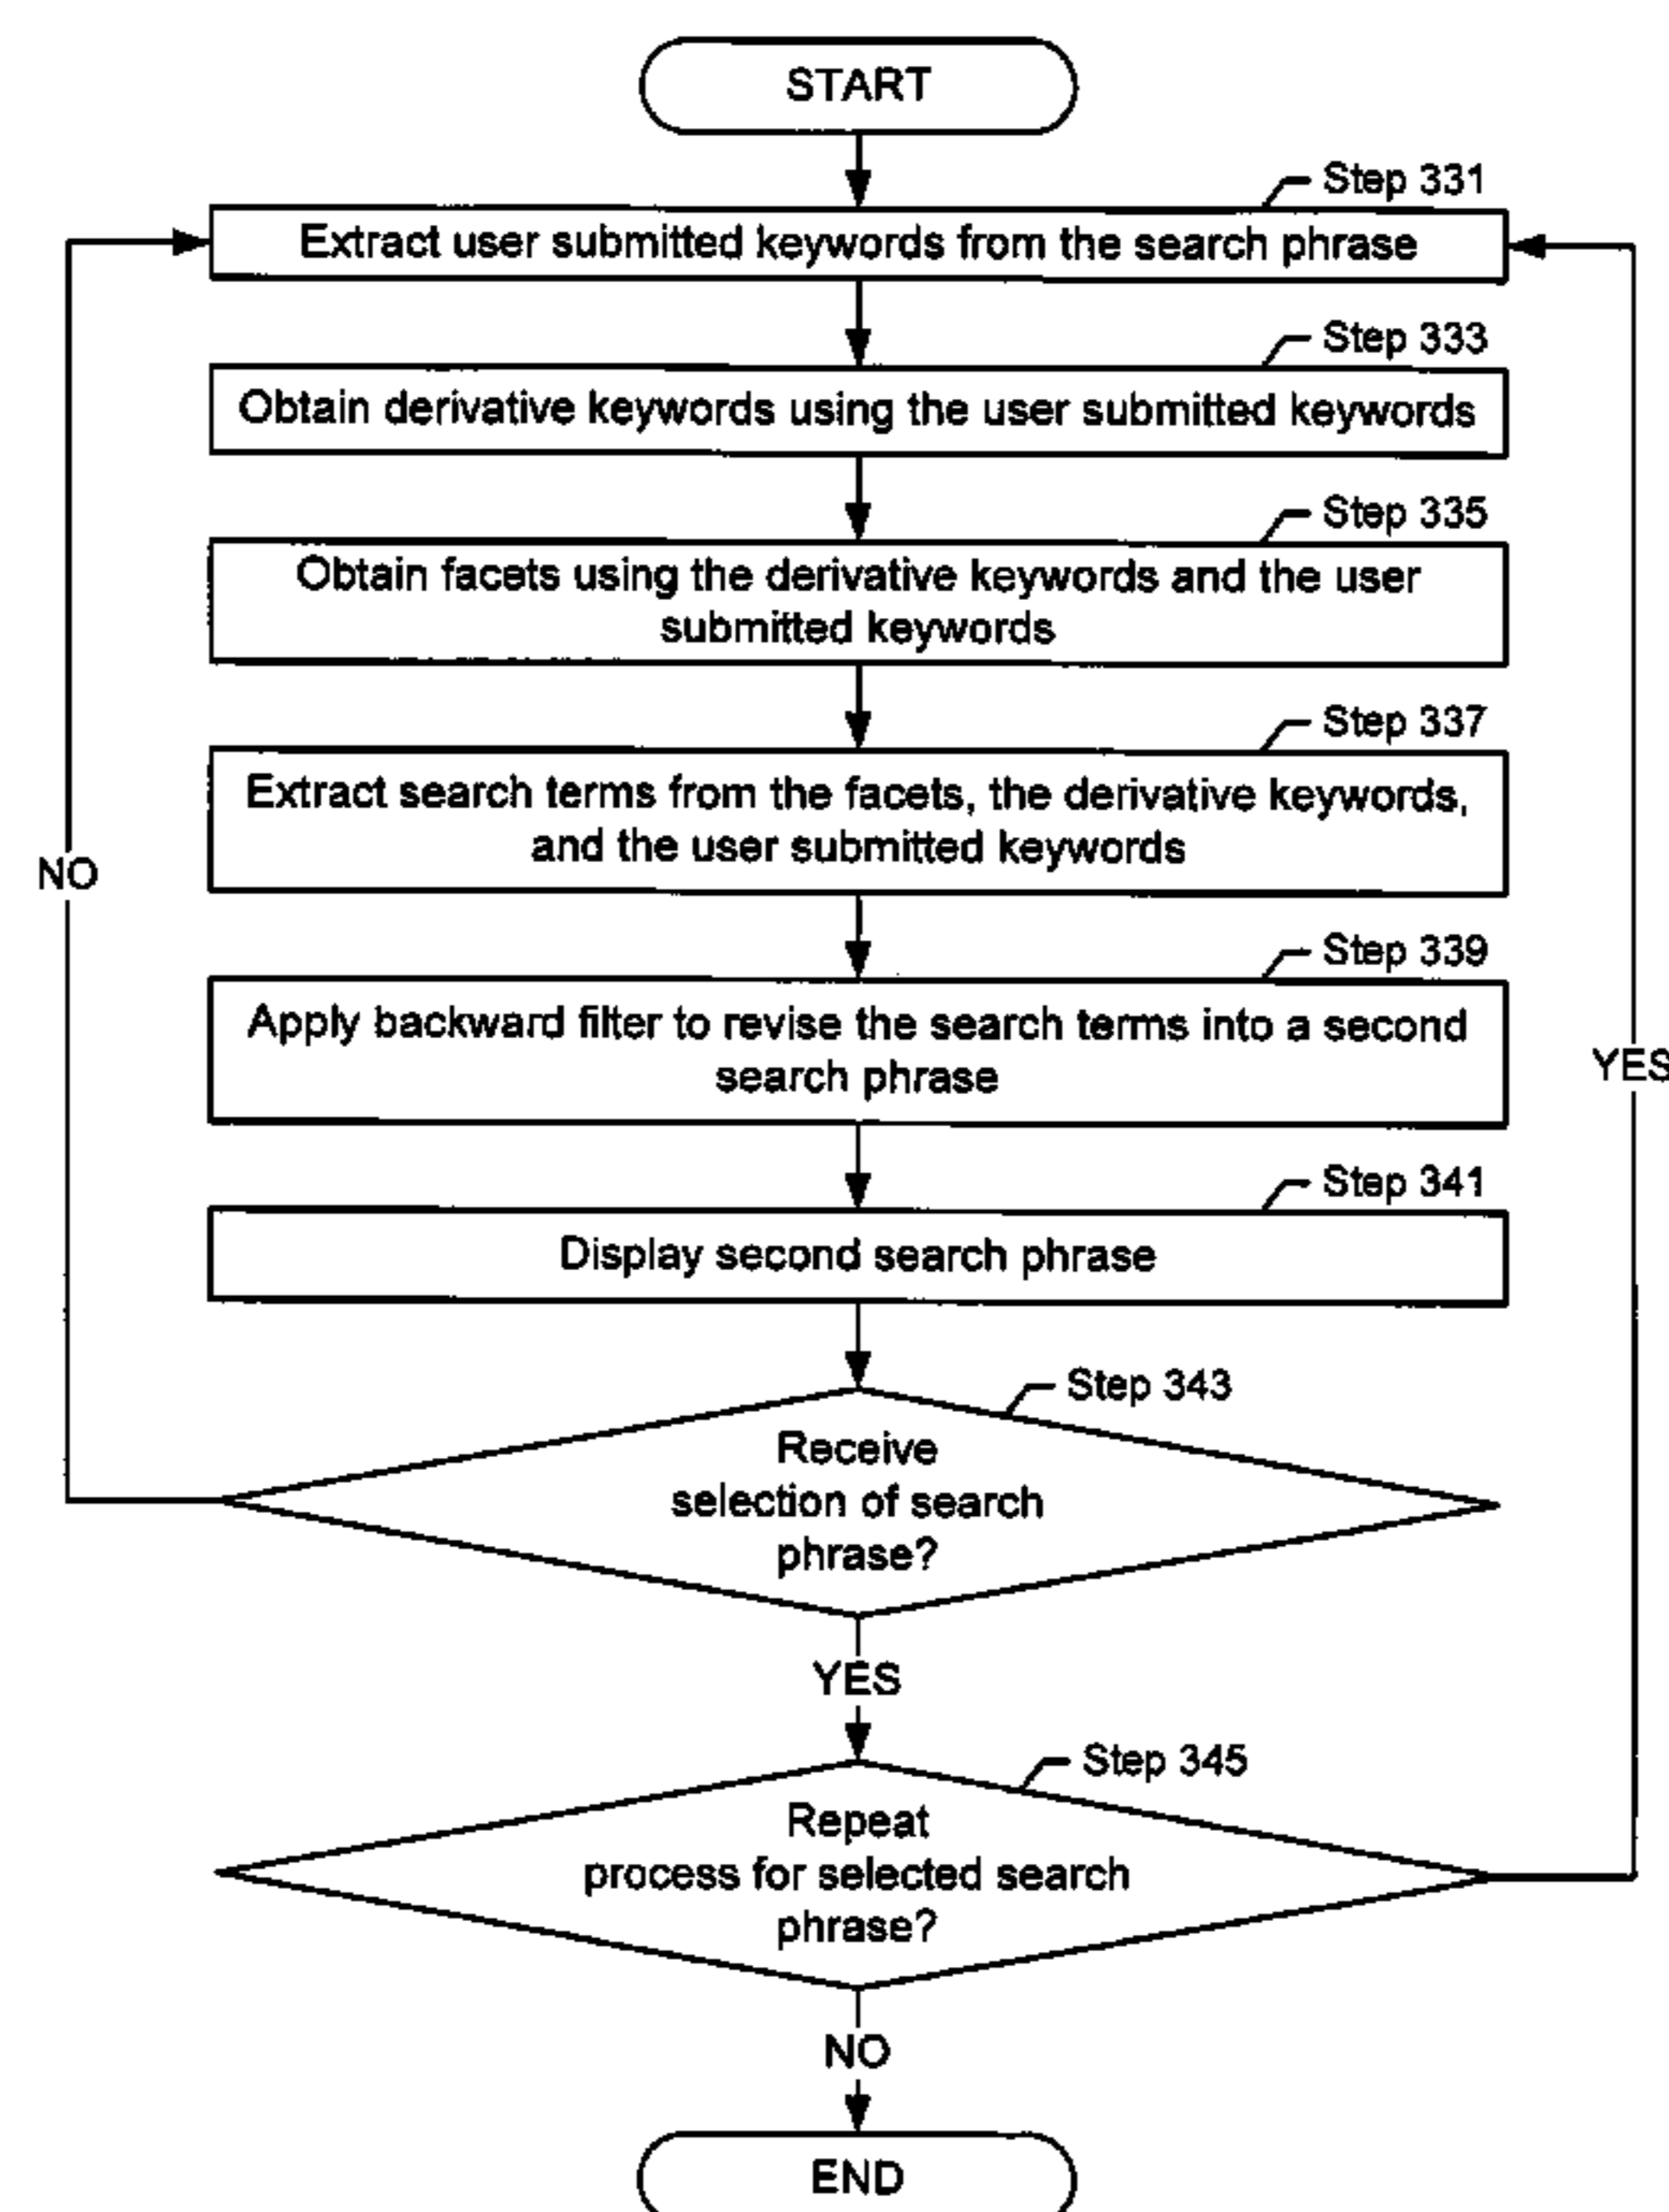 START
Step 331
Extract user submitted keywords from the search phrase
Step 333
Obtain derivative keywords using the user submitted keywords
Step 335
Obtain facets using the derivative keywords and the user
submitted keywords
Step 337
Extract search terms from the facets, the derivative keywords,
and the user submitted keywords
NO
Step 339
Apply backward filter to revise the search terms into a second
search phrase
YES
Step 341
Display second search phrase
Step 343
Receive
selection of search
phrase?
YES
Step 345
Repeat
process for selected search
phrase?
NO
END